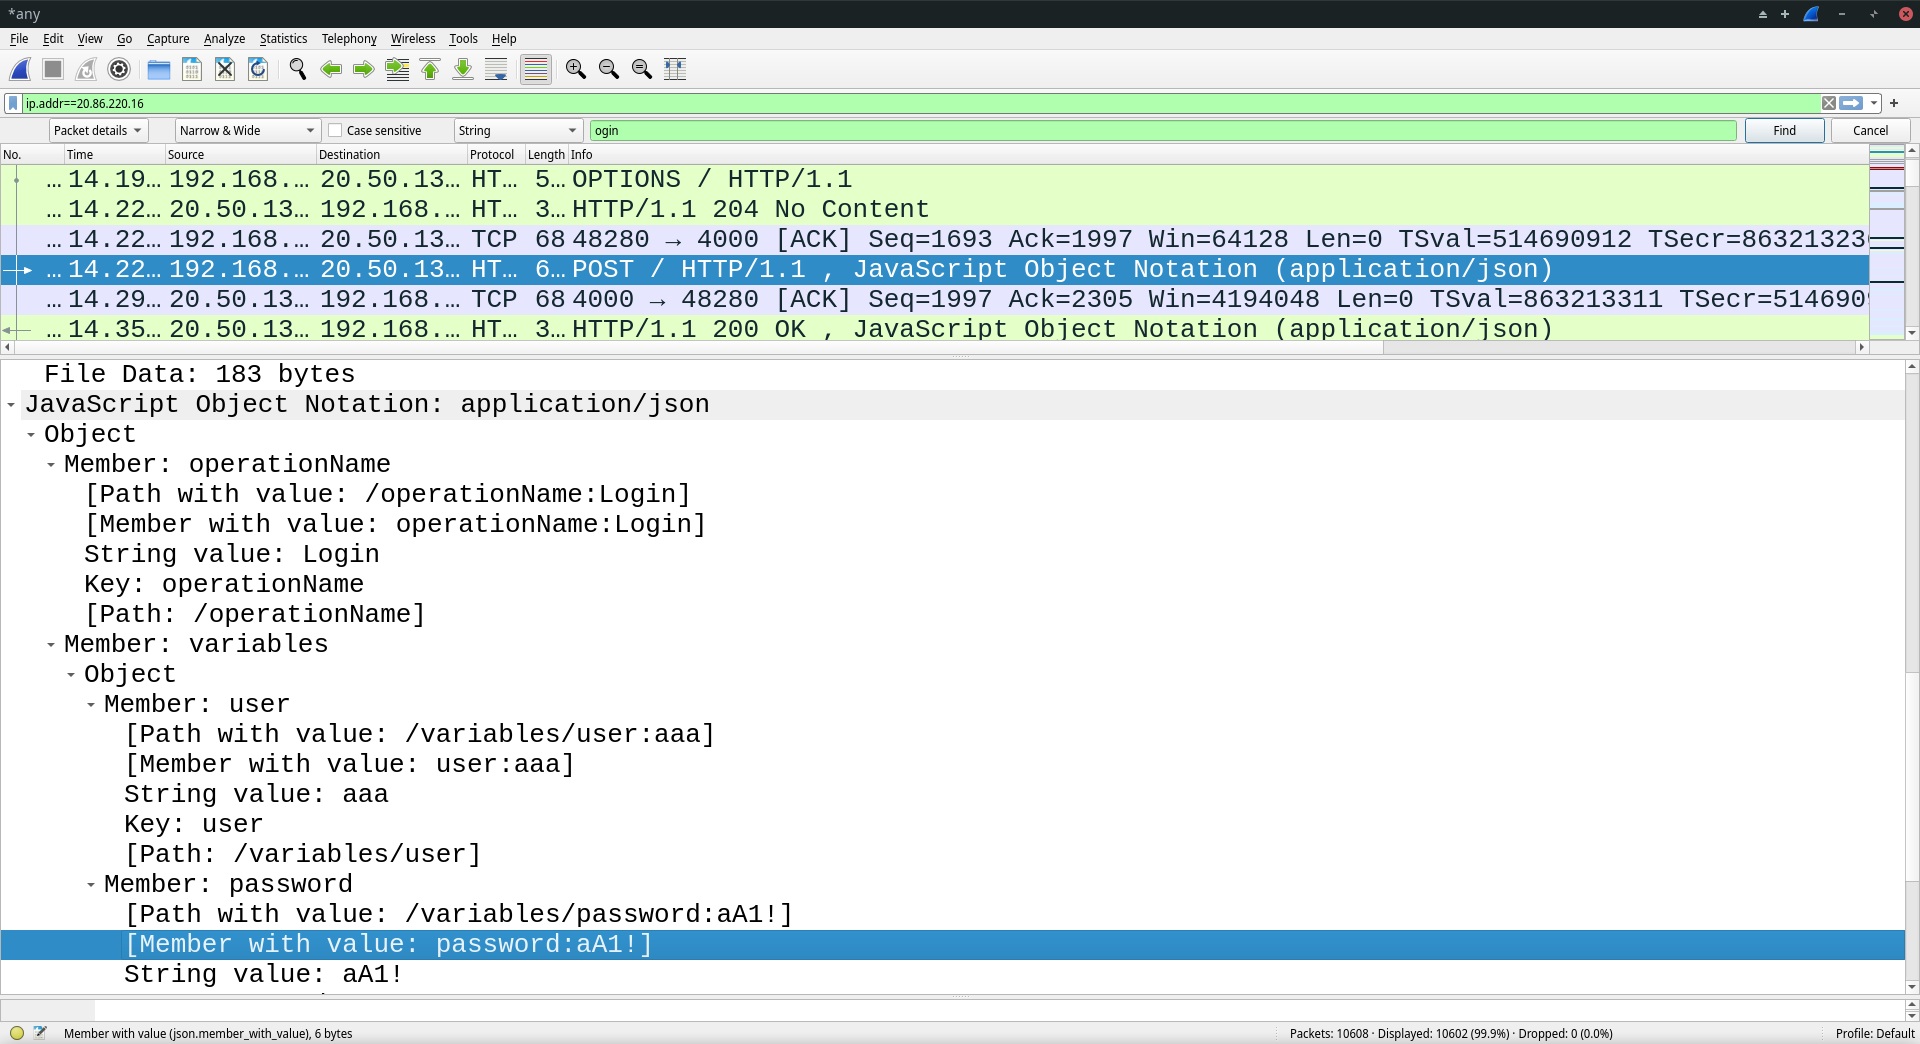 *any
File Edit View Go Capture Analyze Statistics Telephony Wireless Tools Help
ip.addr==20.86.220.16
Packet details Narrow & Wide Case sensitive String ogin Find Cancel
No. Time Source Destination Protocol Length Info
… 14.19… 192.168.… 20.50.13… HT… 5… OPTIONS / HTTP/1.1
… 14.22… 20.50.13… 192.168.… HT… 3… HTTP/1.1 204 No Content
… 14.22… 192.168.… 20.50.13… TCP 68 48280 → 4000 [ACK] Seq=1693 Ack=1997 Win=64128 Len=0 TSval=514690912 TSecr=863213230
… 14.22… 192.168.… 20.50.13… HT… 6… POST / HTTP/1.1 , JavaScript Object Notation (application/json)
… 14.29… 20.50.13… 192.168.… TCP 68 4000 → 48280 [ACK] Seq=1997 Ack=2305 Win=4194048 Len=0 TSval=863213311 TSecr=5146909
… 14.35… 20.50.13… 192.168.… HT… 3… HTTP/1.1 200 OK , JavaScript Object Notation (application/json)
File Data: 183 bytes
JavaScript Object Notation: application/json
Object
Member: operationName
[Path with value: /operationName:Login]
[Member with value: operationName:Login]
String value: Login
Key: operationName
[Path: /operationName]
Member: variables
Object
Member: user
[Path with value: /variables/user:aaa]
[Member with value: user:aaa]
String value: aaa
Key: user
[Path: /variables/user]
Member: password
[Path with value: /variables/password:aA1!]
[Member with value: password:aA1!]
String value: aA1!
Member with value (json.member_with_value), 6 bytes
Packets: 10608 · Displayed: 10602 (99.9%) · Dropped: 0 (0.0%)
Profile: Default